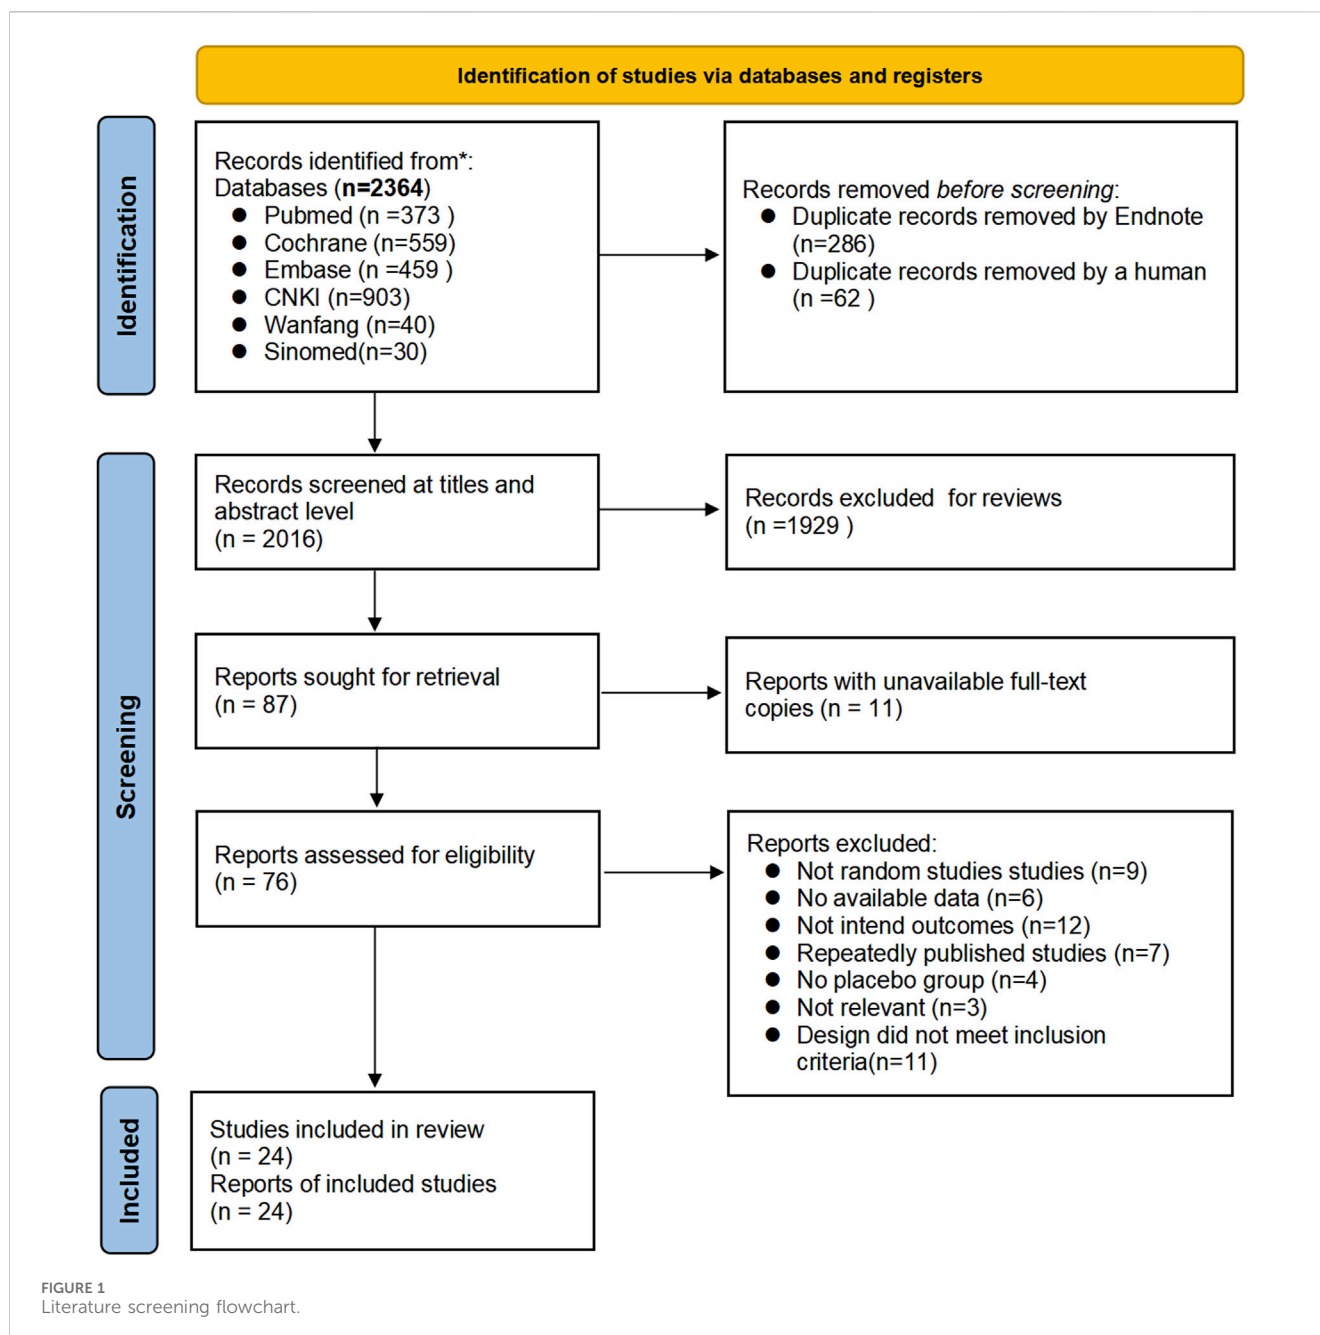 Identification of studies via databases and registers
Identification
Records identified from*:
Databases (n=2364)
● Pubmed (n =373 )
● Cochrane (n=559)
● Embase (n =459 )
● CNKI (n=903)
● Wanfang (n=40)
● Sinomed(n=30)
Records removed before screening:
● Duplicate records removed by Endnote
(n=286)
● Duplicate records removed by a human
(n =62 )
Screening
Records screened at titles and
abstract level
(n = 2016)
Records excluded  for reviews
(n =1929 )
Reports sought for retrieval
(n = 87)
Reports with unavailable full-text
copies (n = 11)
Reports assessed for eligibility
(n = 76)
Reports excluded:
● Not random studies studies (n=9)
● No available data (n=6)
● Not intend outcomes (n=12)
● Repeatedly published studies (n=7)
● No placebo group (n=4)
● Not relevant (n=3)
● Design did not meet inclusion
criteria(n=11)
Included
Studies included in review
(n = 24)
Reports of included studies
(n = 24)
FIGURE 1
Literature screening flowchart.